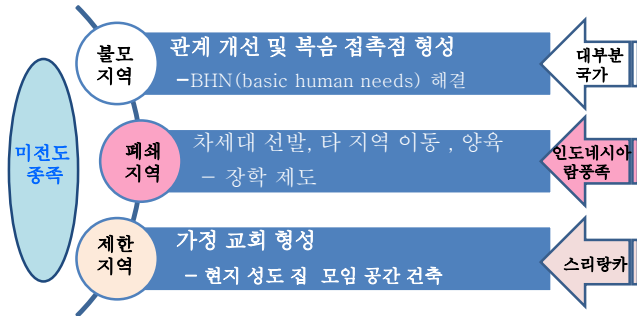 미전도
종족
불모
지역
관계 개선 및 복음 접촉점 형성
-BHN(basic human needs) 해결
대부분
국가
폐쇄
지역
차세대 선발, 타 지역 이동 , 양육
- 장학 제도
인도네시아
람풍족
제한
지역
가정 교회 형성
- 현지 성도 집 모임 공간 건축
스리랑카